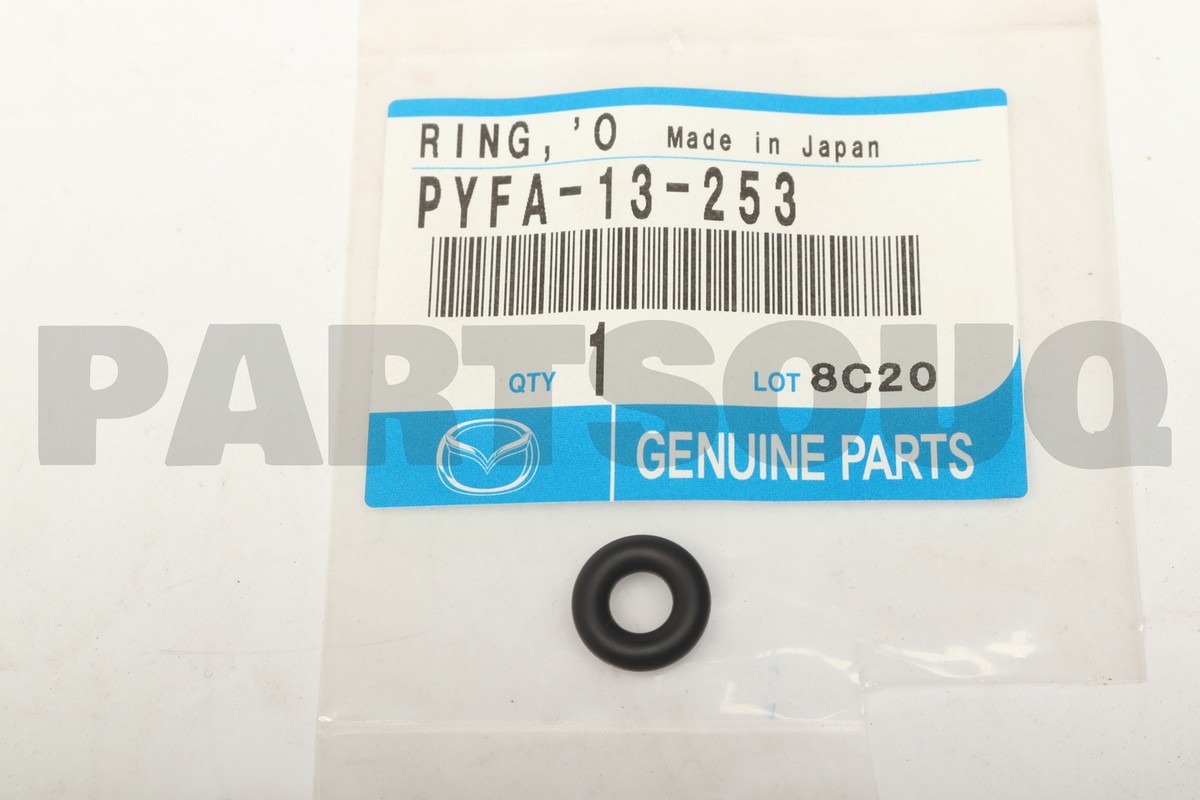 RING, 'O Made in Japan
PYFA-13-253
QTY 1 LOT 8C20
GENUINE PARTS
PARTSOUQ